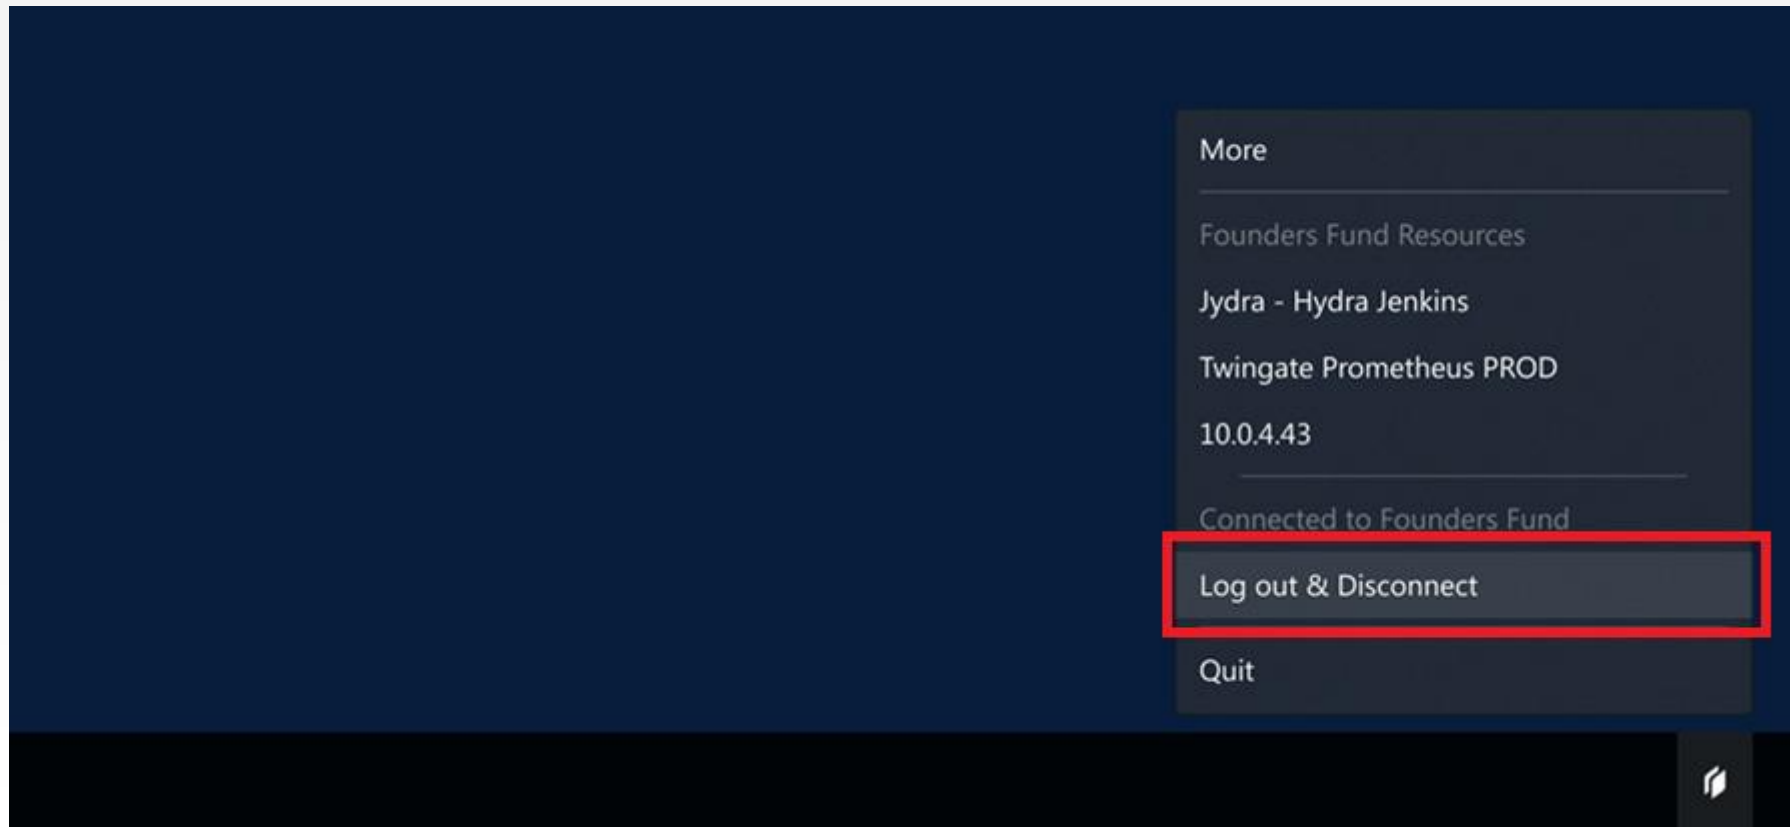 More
Founders Fund Resources
Jydra - Hydra Jenkins
Twingate Prometheus PROD
10.0.4.43
Connected to Founders Fund
Log out & Disconnect
Quit